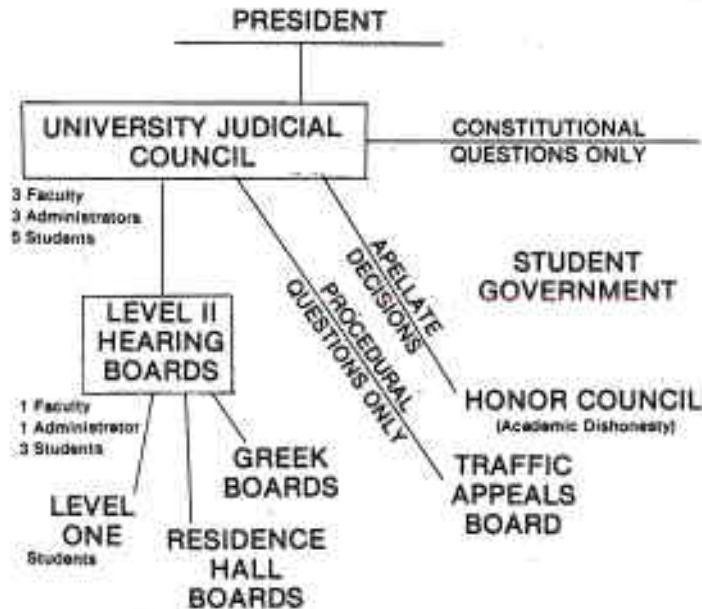 PRESIDENT
UNIVERSITY JUDICIAL
COUNCIL
CONSTITUTIONAL
QUESTIONS ONLY
3 Faculty
3 Administrators
5 Students
APELLATE
DECISIONS
PROCEDURAL
QUESTIONS ONLY
STUDENT
GOVERNMENT
LEVEL II
HEARING
BOARDS
1 Faculty
1 Administrator
3 Students
HONOR COUNCIL
(Academic Dishonesty)
GREEK
BOARDS
TRAFFIC
APPEALS
BOARD
LEVEL
ONE
Students
RESIDENCE
HALL
BOARDS